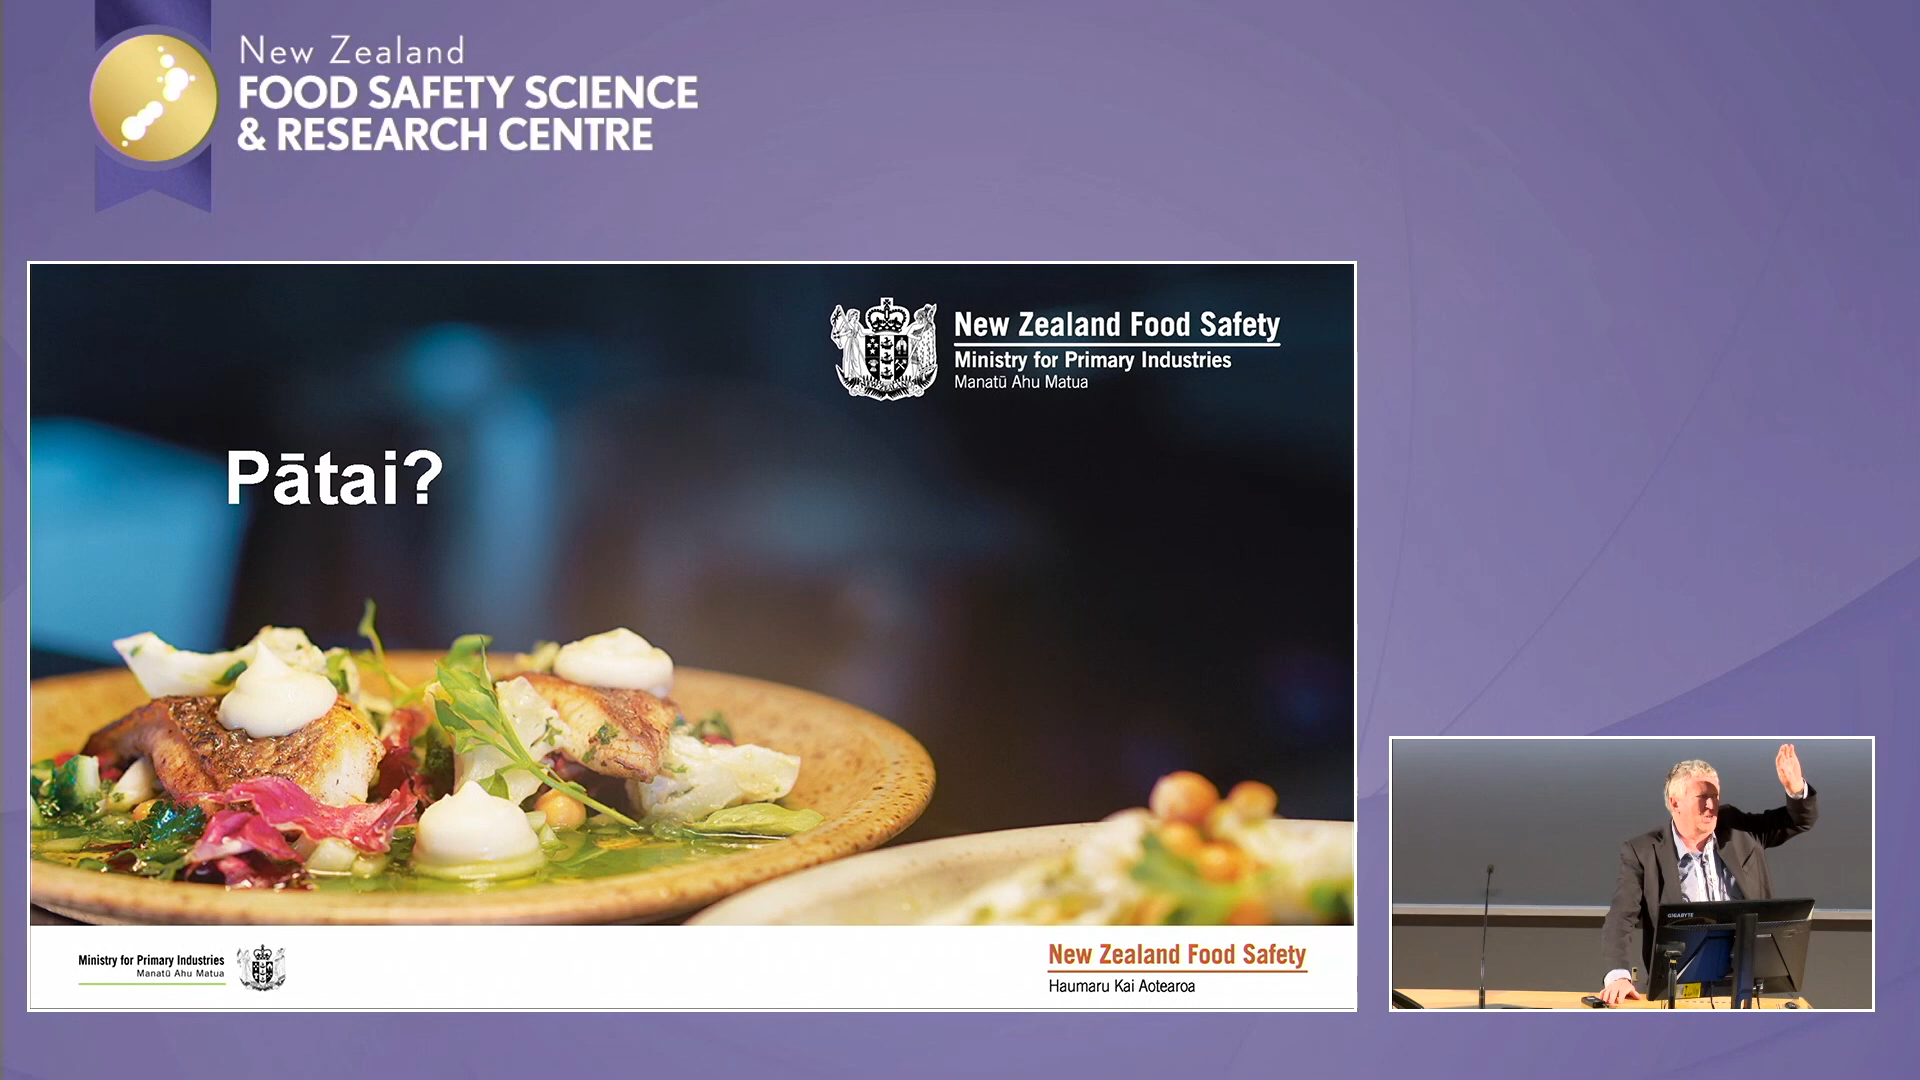 New Zealand
FOOD SAFETY SCIENCE
& RESEARCH CENTRE
New Zealand Food Safety
Ministry for Primary Industries
Manatū Ahu Matua
Pātai?
Ministry for Primary Industries
Manatū Ahu Matua
New Zealand Food Safety
Haumaru Kai Aotearoa
GIGABYTE